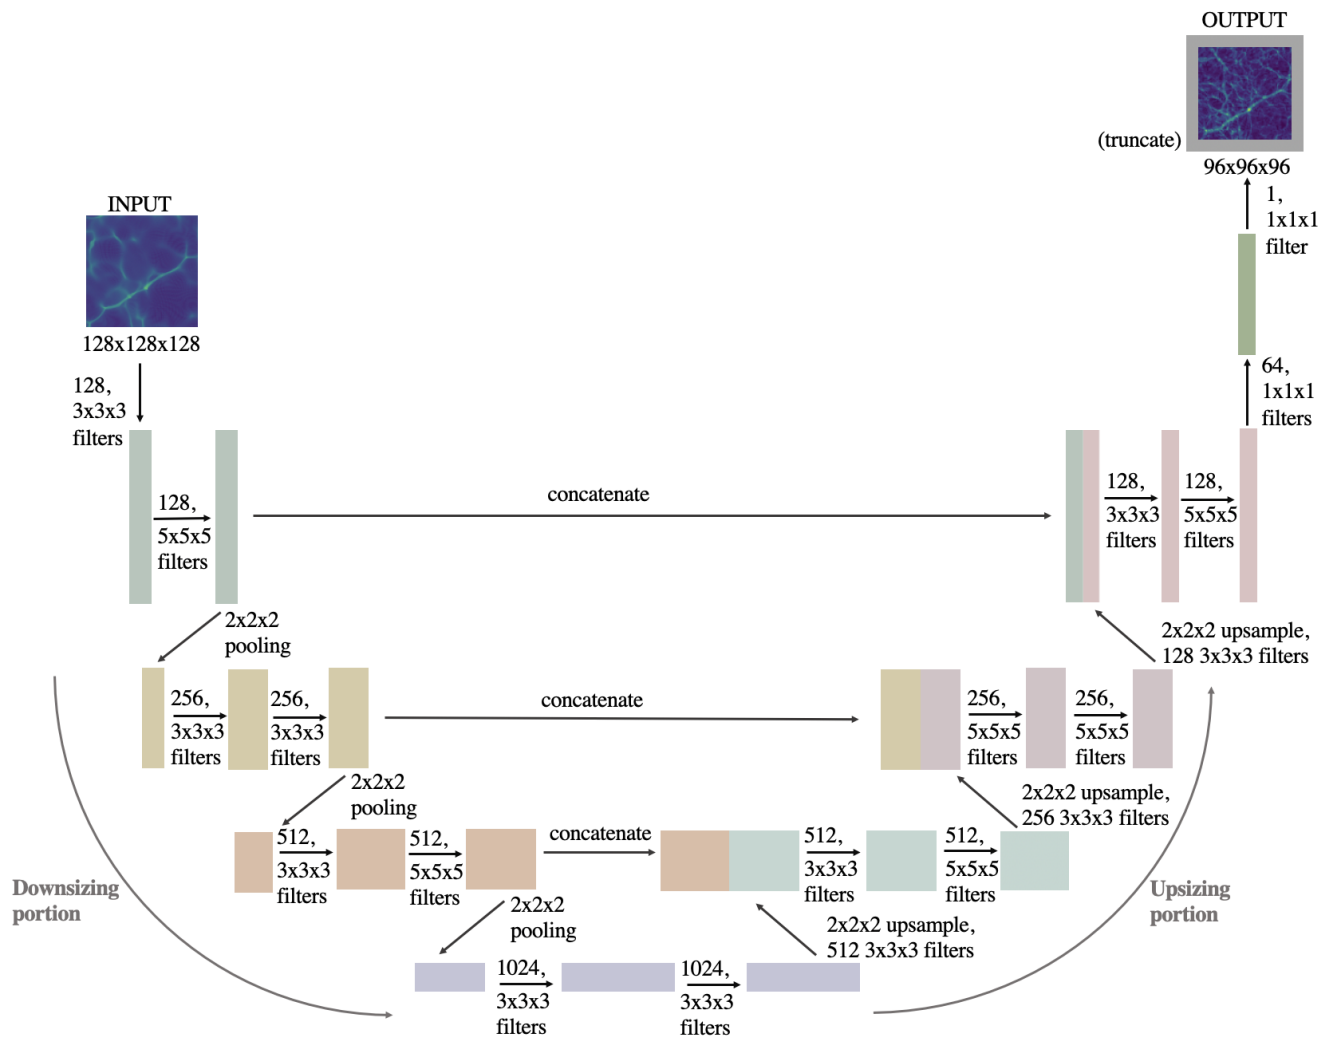 OUTPUT
(truncate)
96x96x96
1,
1x1x1
filter
INPUT
128x128x128
128,
3x3x3
filters
64,
1x1x1
filters
128,
5x5x5
filters
concatenate
128,
3x3x3
filters
128,
5x5x5
filters
2x2x2
pooling
2x2x2 upsample,
128 3x3x3 filters
256,
3x3x3
filters
256,
3x3x3
filters
concatenate
256,
5x5x5
filters
256,
5x5x5
filters
2x2x2
pooling
2x2x2 upsample,
256 3x3x3 filters
512,
3x3x3
filters
512,
5x5x5
filters
concatenate
512,
3x3x3
filters
512,
5x5x5
filters
Downsizing
portion
Upsizing
portion
2x2x2
pooling
2x2x2 upsample,
512 3x3x3 filters
1024,
3x3x3
filters
1024,
3x3x3
filters